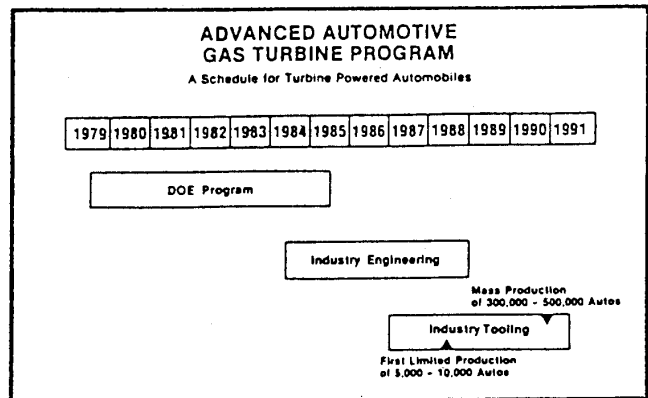 ADVANCED AUTOMOTIVE
GAS TURBINE PROGRAM
A Schedule for Turbine Powered Automobiles
1979 1980 1981 1982 1983 1984 1985 1986 1987 1988 1989 1990 1991
DOE Program
Industry Engineering
Mass Production
of 300,000 - 500,000 Autos
Industry Tooling
First Limited Production
of 5,000 - 10,000 Autos